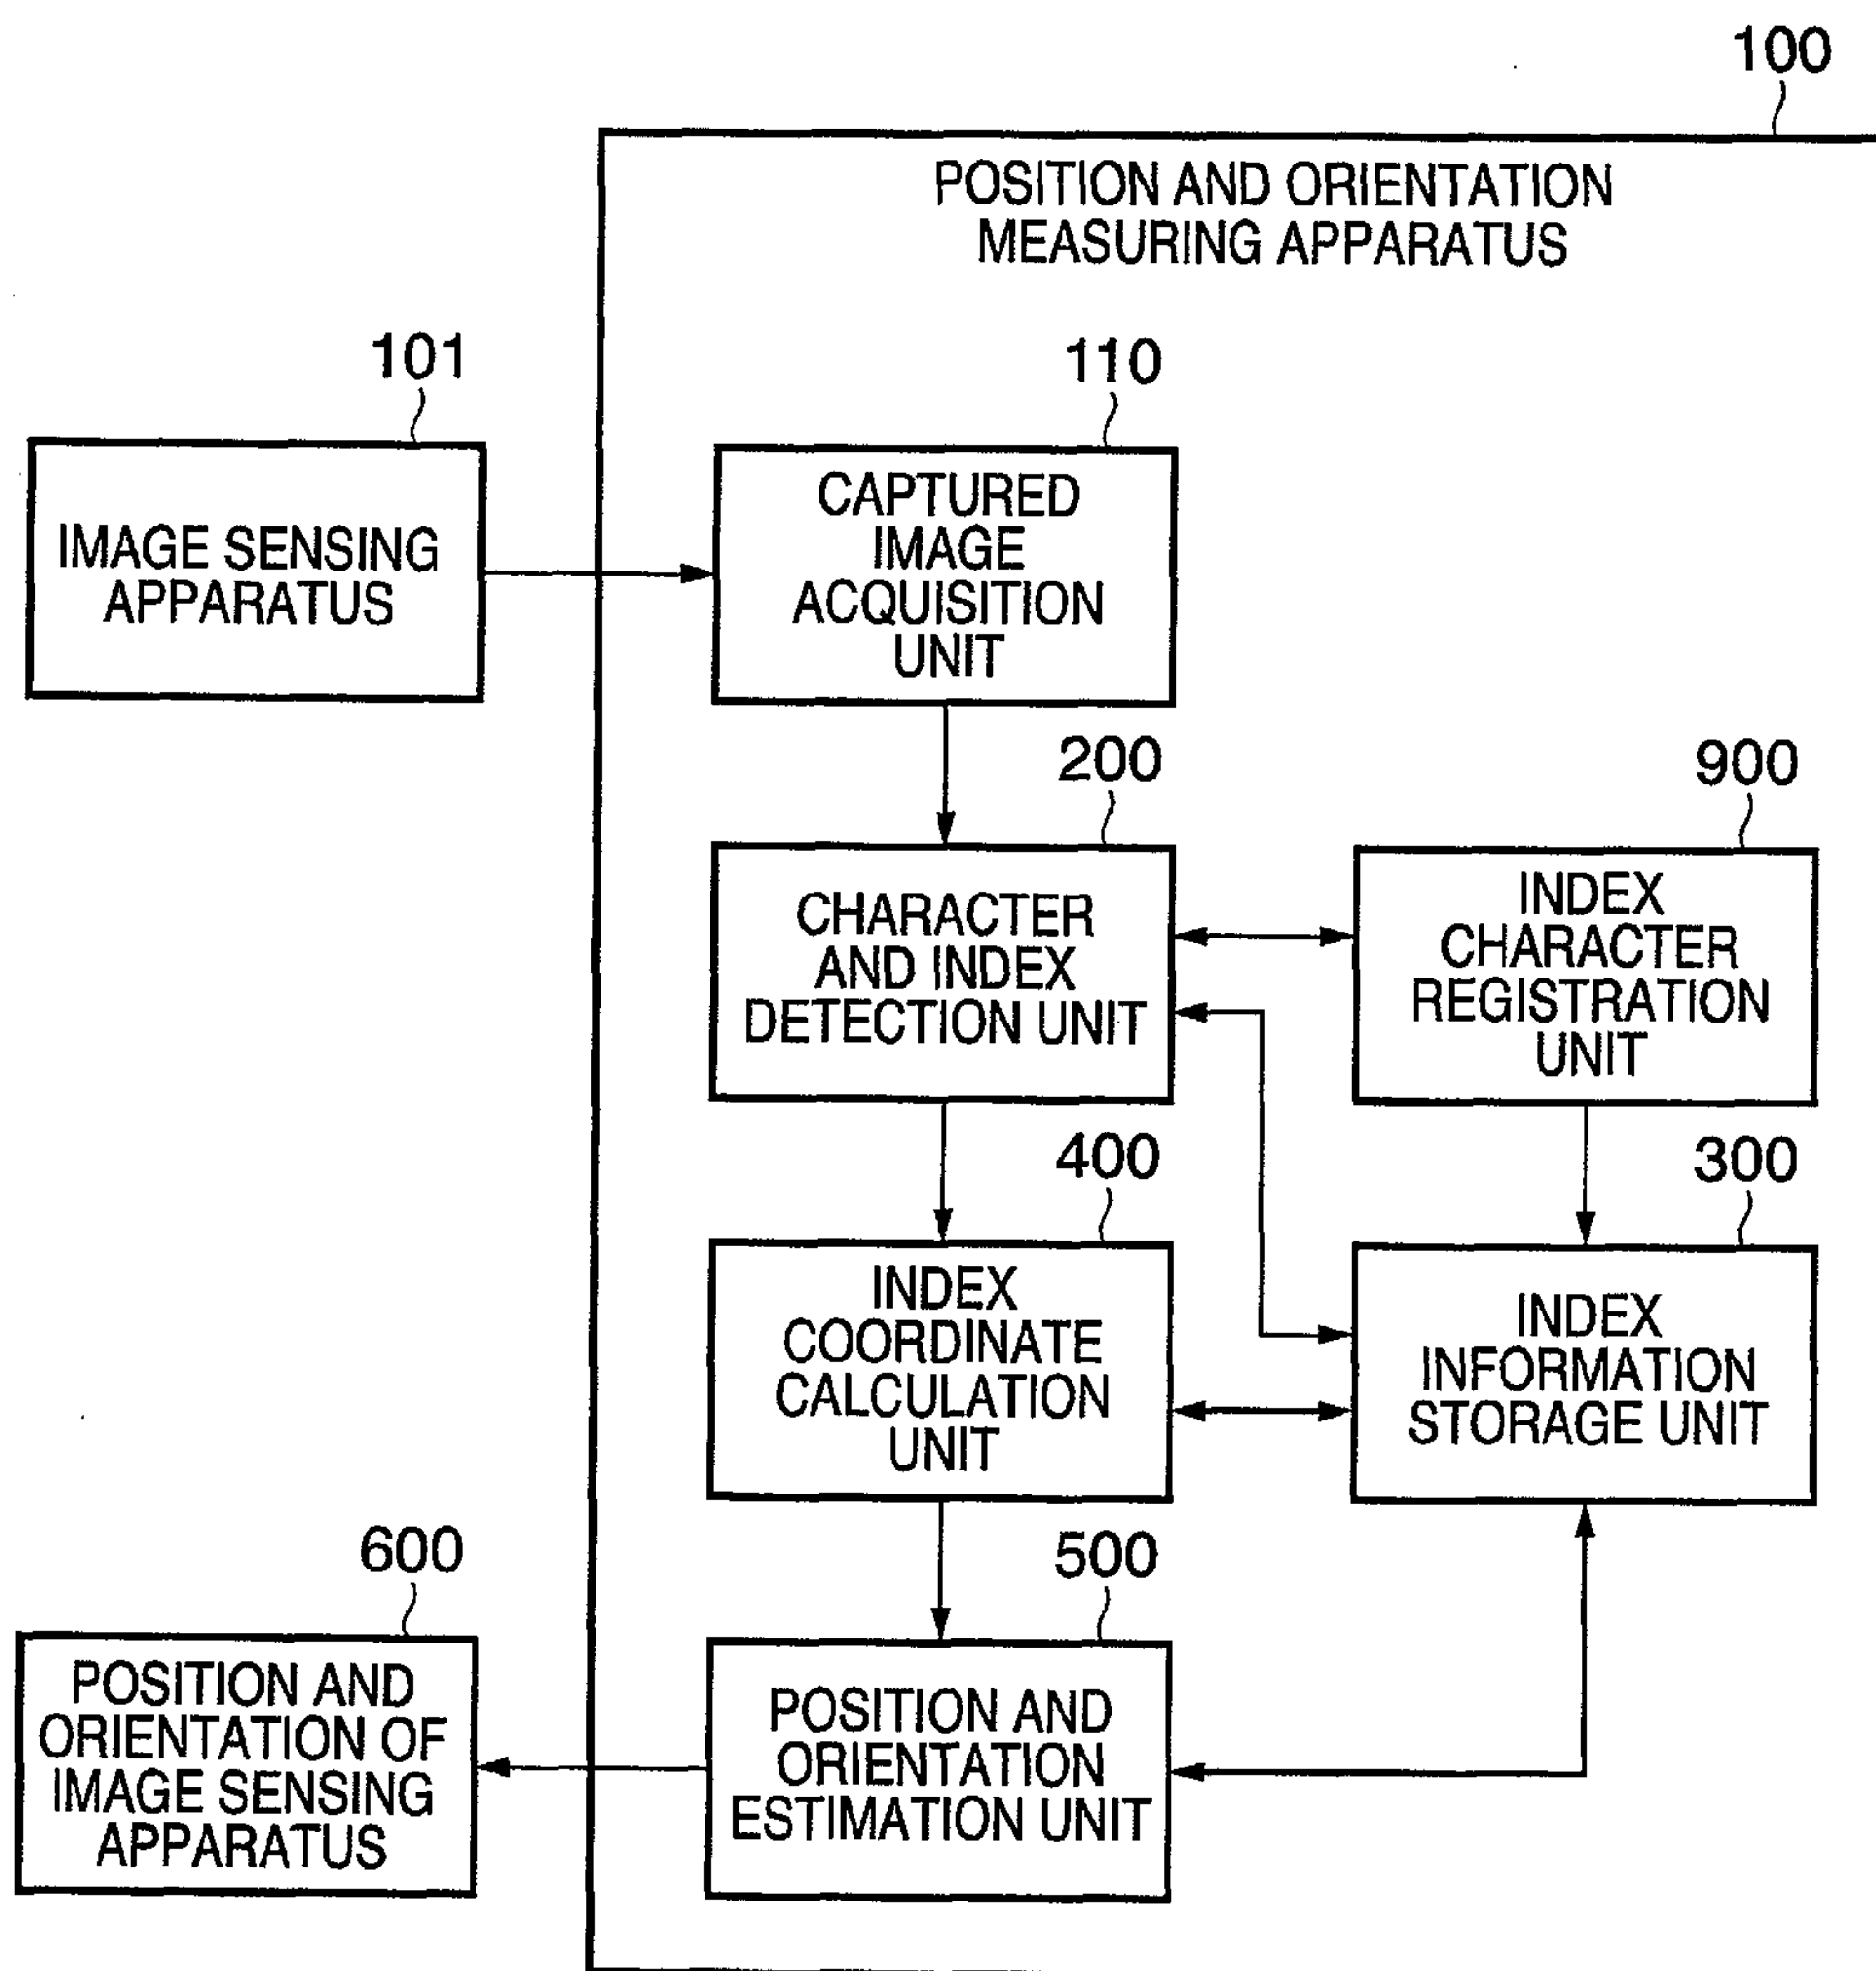 100
POSITION AND ORIENTATION
MEASURING APPARATUS
101
IMAGE SENSING
APPARATUS
110
CAPTURED
IMAGE
ACQUISITION
UNIT
200
CHARACTER
AND INDEX
DETECTION UNIT
900
INDEX
CHARACTER
REGISTRATION
UNIT
400
INDEX
COORDINATE
CALCULATION
UNIT
300
INDEX
INFORMATION
STORAGE UNIT
600
POSITION AND
ORIENTATION OF
IMAGE SENSING
APPARATUS
500
POSITION AND
ORIENTATION
ESTIMATION UNIT